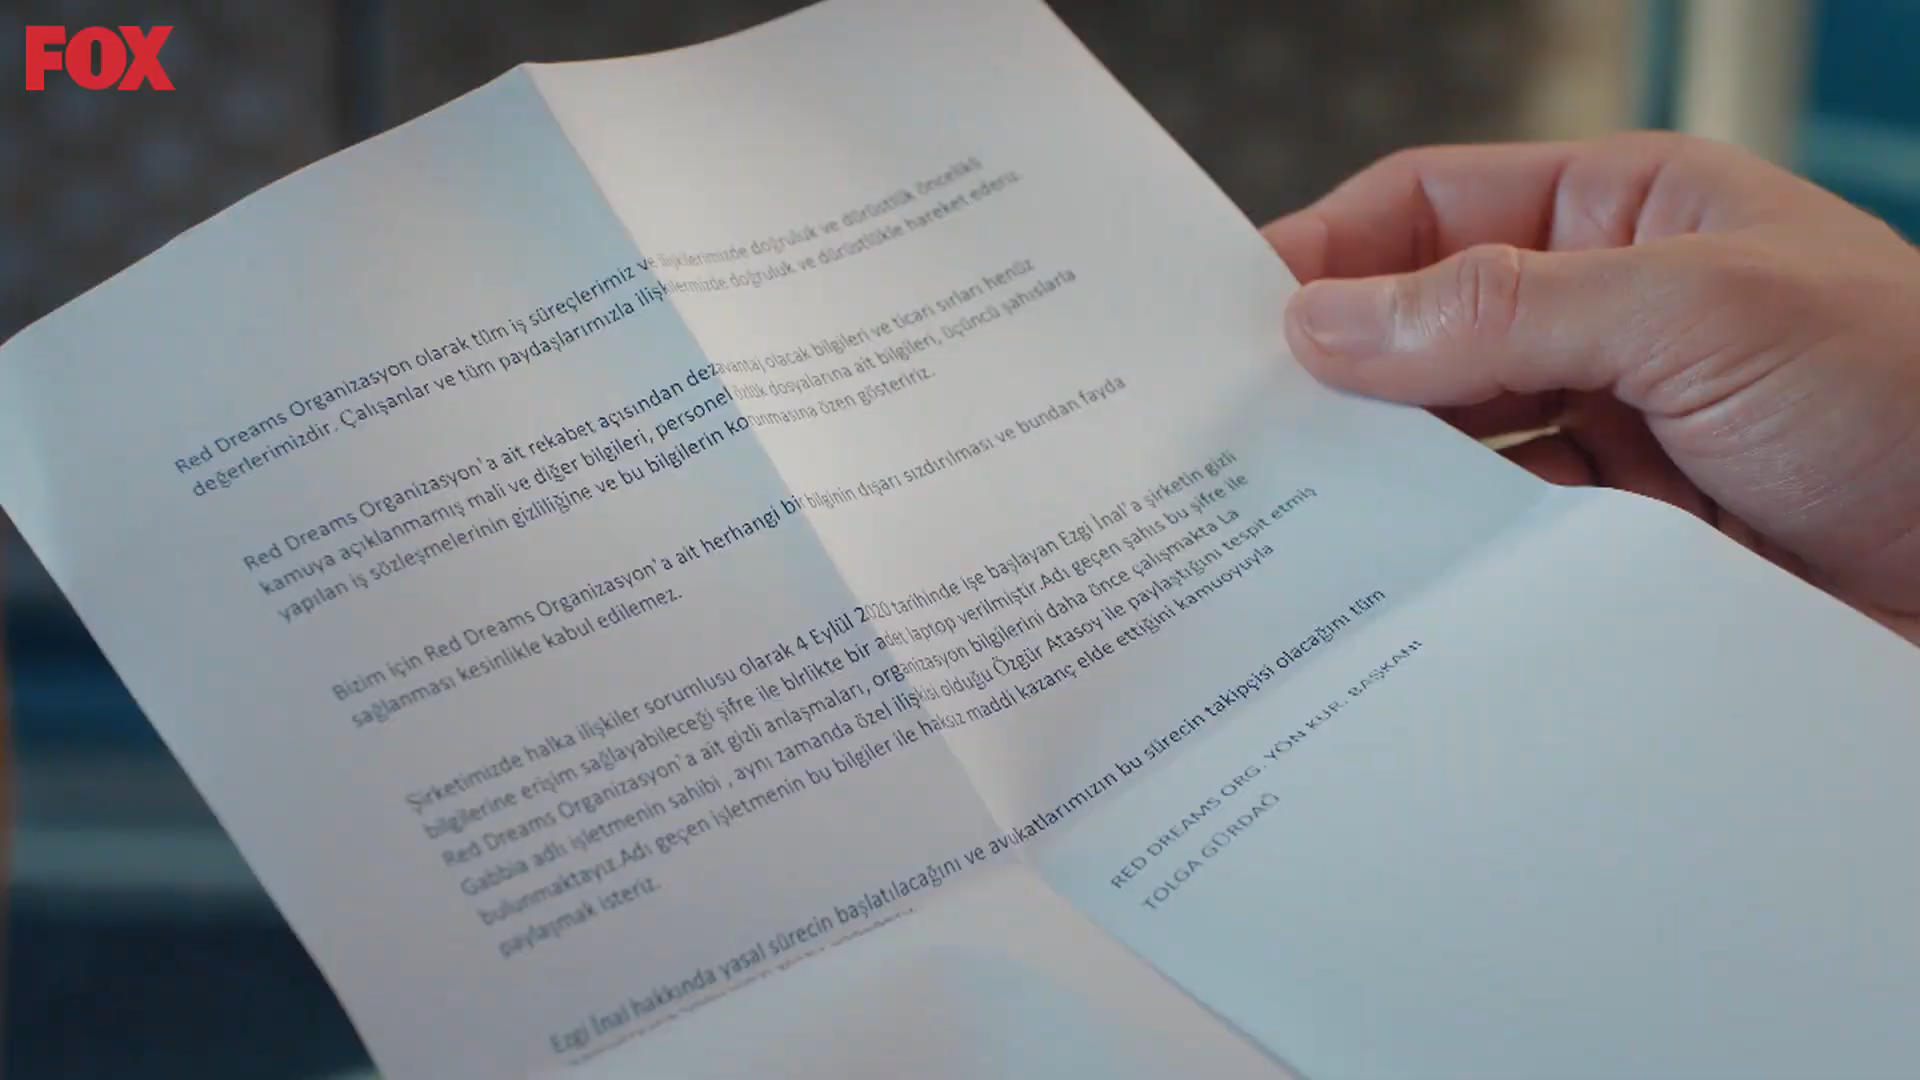 FOX
Red Dreams Organizasyon olarak tüm iş süreçlerimiz ve ilişkilerimizde doğruluk ve dürüstlük öncelikli
değerlerimizdir. Çalışanlar ve tüm paydaşlarımızla ilişkilerimizde doğruluk ve dürüstlükle hareket ederiz.
Red Dreams Organizasyon'a ait rekabet açısından dezavantaj olacak bilgileri ve ticari sırları henüz
kamuya açıklanmamış mali ve diğer bilgileri, personel özlük dosyalarına ait bilgileri, üçüncü şahıslarla
yapılan iş sözleşmelerinin gizliliğine ve bu bilgilerin korunmasına özen gösteririz.
Bizim için Red Dreams Organizasyon'a ait herhangi bir bilginin dışarı sızdırılması ve bundan fayda
sağlanması kesinlikle kabul edilemez.
Şirketimizde halka ilişkiler sorumlusu olarak 4 Eylül 2020 tarihinde işe başlayan Ezgi İnal'a şirketin gizli
bilgilerine erişim sağlayabileceği şifre ile birlikte bir adet laptop verilmiştir.Adı geçen şahıs bu şifre ile
Red Dreams Organizasyon'a ait gizli anlaşmaları, organizasyon bilgilerini daha önce çalışmakta La
Gabbia adlı işletmenin sahibi , aynı zamanda özel ilişkisi olduğu Özgür Atasoy ile paylaştığını tespit etmiş
bulunmaktayız.Adı geçen işletmenin bu bilgiler ile haksız maddi kazanç elde ettiğini kamuoyuyla
paylaşmak isteriz.
Ezgi İnal hakkında yasal sürecin başlatılacağını ve avukatlarımızın bu sürecin takipçisi olacağını tüm
RED DREAMS ORG. YÖN KUR. BAŞKANI
TOLGA GÜRDAĞ